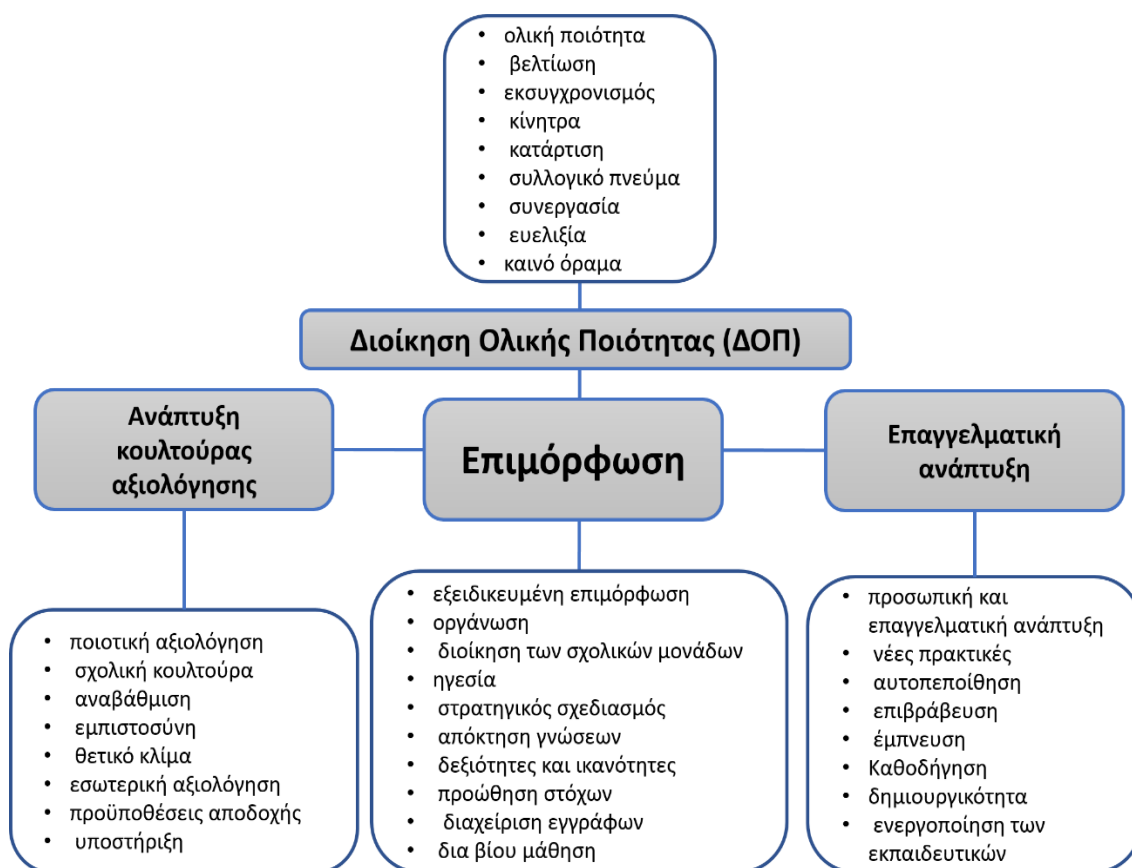 • ολική ποιότητα
• βελτίωση
• εκσυγχρονισμός
• κίνητρα
• κατάρτιση
• συλλογικό πνεύμα
• συνεργασία
• ευελιξία
• καινό όραμα
Διοίκηση Ολικής Ποιότητας (ΔΟΠ)
Ανάπτυξη
κουλτούρας
αξιολόγησης
Επιμόρφωση
Επαγγελματική
ανάπτυξη
• ποιοτική αξιολόγηση
• σχολική κουλτούρα
• αναβάθμιση
• εμπιστοσύνη
• θετικό κλίμα
• εσωτερική αξιολόγηση
• προϋποθέσεις αποδοχής
• υποστήριξη
• εξειδικευμένη επιμόρφωση
• οργάνωση
• διοίκηση των σχολικών μονάδων
• ηγεσία
• στρατηγικός σχεδιασμός
• απόκτηση γνώσεων
• δεξιότητες και ικανότητες
• προώθηση στόχων
• διαχείριση εγγράφων
• δια βίου μάθηση
• προσωπική και
επαγγελματική ανάπτυξη
• νέες πρακτικές
• αυτοπεποίθηση
• επιβράβευση
• έμπνευση
• Καθοδήγηση
• δημιουργικότητα
• ενεργοποίηση των
εκπαιδευτικών